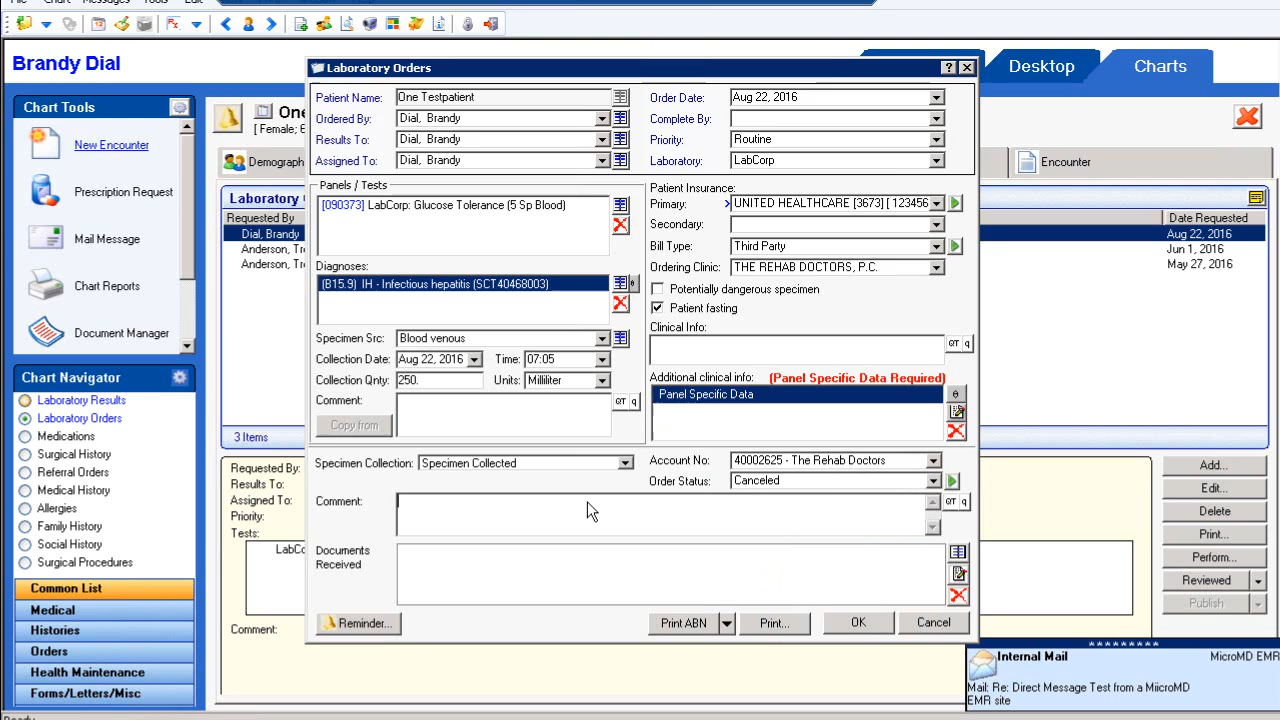 Chart Messages Tools Edit
Brandy Dial
Desktop
Charts
Chart Tools
New Encounter
Prescription Request
Mail Message
Chart Reports
Document Manager
Chart Navigator
Laboratory Results
Laboratory Orders
Medications
Surgical History
Referral Orders
Medical History
Allergies
Family History
Social History
Surgical Procedures
Common List
Medical
Histories
Orders
Health Maintenance
Forms/Letters/Misc
Brandy
One
[ Female; E
Demograph
Encounter
Laboratory
Requested By
Date Requested
Dial, Brandy
Aug 22, 2016
Anderson, Tre
Jun 1, 2016
Anderson, Tre
May 27, 2016
3 Items
Requested By:
Results To:
Assigned To:
Priority:
Tests:
LabCo
Comment:
Laboratory Orders
Patient Name: One Testpatient
Order Date: Aug 22, 2016
Ordered By: Dial, Brandy
Complete By:
Results To: Dial, Brandy
Priority: Routine
Assigned To: Dial, Brandy
Laboratory: LabCorp
Panels / Tests
[090373] LabCorp: Glucose Tolerance (5 Sp Blood)
Diagnoses:
(B15.9) IH - Infectious hepatitis (SCT40468003)
Specimen Src: Blood venous
Collection Date: Aug 22, 2016 Time: 07:05
Collection Qnty: 250. Units: Milliliter
Comment:
QT q
Copy from
Patient Insurance:
Primary: > UNITED HEALTHCARE [3673] [ 123456
Secondary:
Bill Type: Third Party
Ordering Clinic: THE REHAB DOCTORS, P.C.
Potentially dangerous specimen
Patient fasting
Clinical Info:
QT q
Additional clinical info: (Panel Specific Data Required)
Panel Specific Data
Specimen Collection: Specimen Collected
Account No: 40002625 - The Rehab Doctors
Order Status: Canceled
Comment:
QT q
Documents
Received
Reminder...
Print ABN
Print...
OK
Cancel
Add...
Edit...
Delete
Print...
Perform...
Reviewed
Publish
Internal Mail
MicroMD EMR
Mail: Re: Direct Message Test from a MiicroMD
EMR site